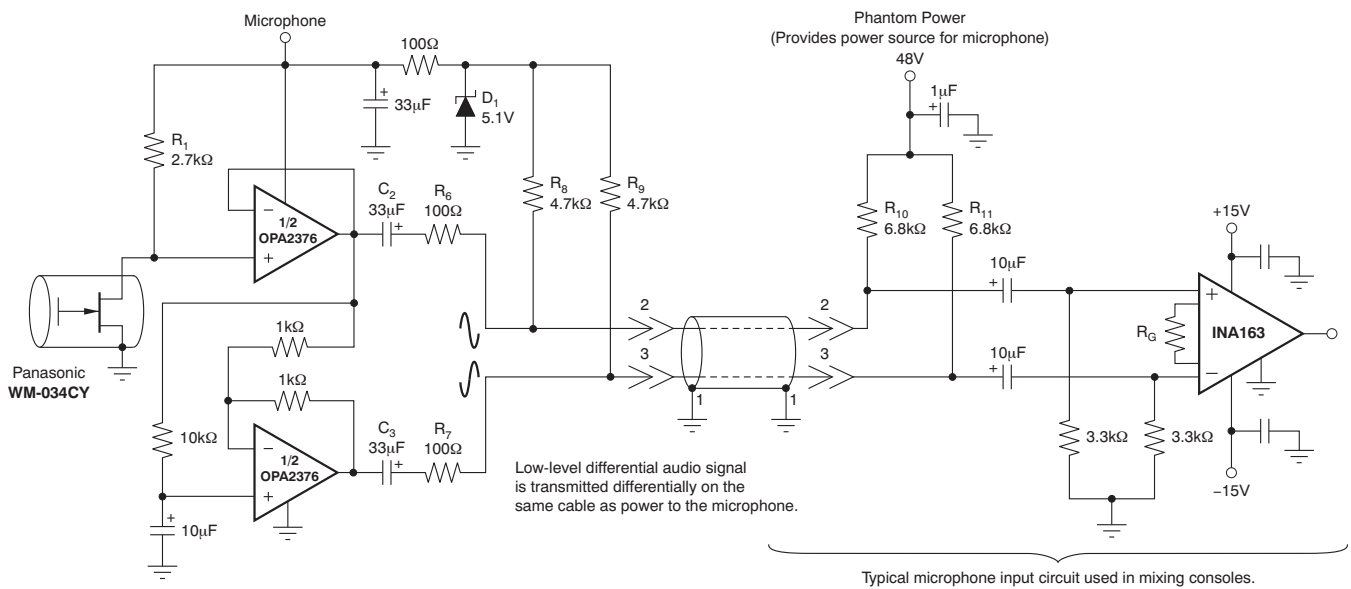 Microphone
Phantom Power
(Provides power source for microphone)
48V
100Ω
+
33µF
D1
5.1V
1µF
+
R1
2.7kΩ
R8
4.7kΩ
R9
4.7kΩ
R10
6.8kΩ
R11
6.8kΩ
+15V
C2
33µF
+
R6
100Ω
−
1/2
OPA2376
+
10µF
+
2
2
3
3
1
1
+
RG
INA163
−
10µF
+
Panasonic
WM-034CY
1kΩ
1kΩ
C3
33µF
+
R7
100Ω
10kΩ
−
1/2
OPA2376
+
+
10µF
3.3kΩ
3.3kΩ
−15V
Low-level differential audio signal
is transmitted differentially on the
same cable as power to the microphone.
Typical microphone input circuit used in mixing consoles.